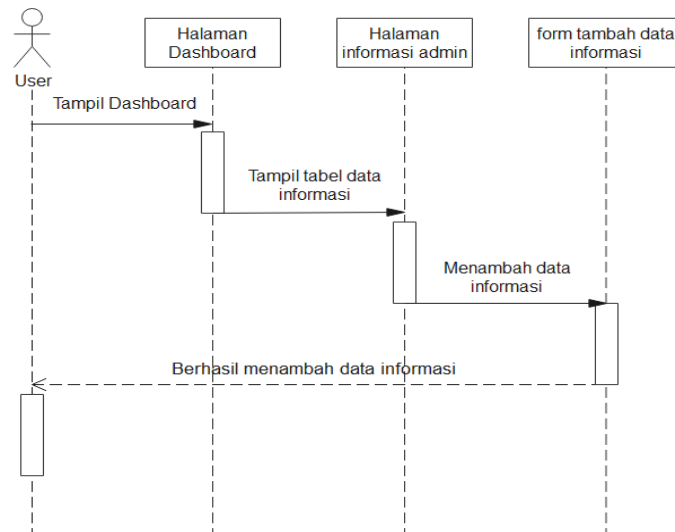 User
Halaman
Dashboard
Halaman
informasi admin
form tambah data
informasi
Tampil Dashboard
Tampil tabel data
informasi
Menambah data
informasi
Berhasil menambah data informasi